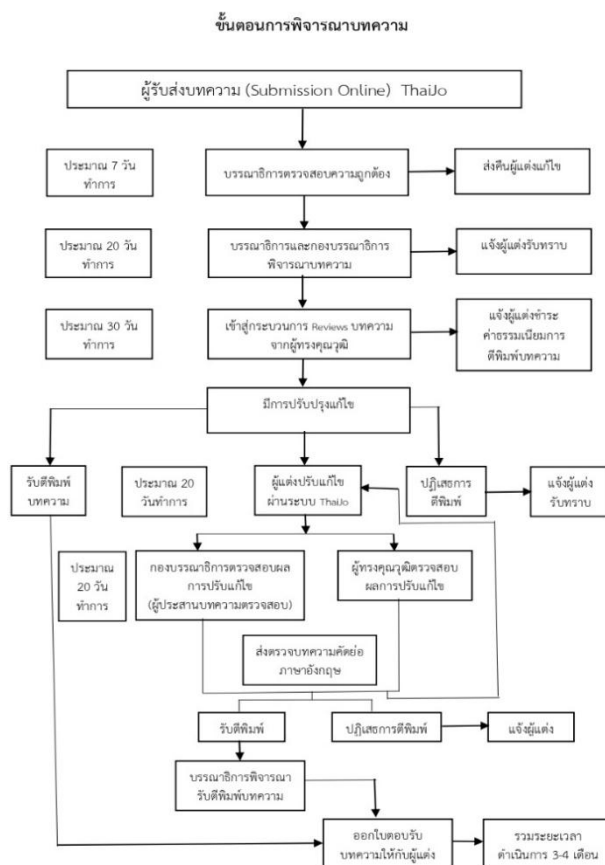 ขั้นตอนการพิจารณาบทความ
ผู้รับส่งบทความ (Submission Online) ThaiJo
ประมาณ 7 วัน
ทำการ
บรรณาธิการตรวจสอบความถูกต้อง
ส่งคืนผู้แต่งแก้ไข
ประมาณ 20 วัน
ทำการ
บรรณาธิการและกองบรรณาธิการ
พิจารณาบทความ
แจ้งผู้แต่งรับทราบ
ประมาณ 30 วัน
ทำการ
เข้าสู่กระบวนการ Reviews บทความ
จากผู้ทรงคุณวุฒิ
แจ้งผู้แต่งชำระ
ค่าธรรมเนียมการ
ตีพิมพ์บทความ
มีการปรับปรุงแก้ไข
รับตีพิมพ์
บทความ
ประมาณ 20
วันทำการ
ผู้แต่งปรับแก้ไข
ผ่านระบบ ThaiJo
ปฏิเสธการ
ตีพิมพ์
แจ้งผู้แต่ง
รับทราบ
ประมาณ
20 วัน
ทำการ
กองบรรณาธิการตรวจสอบผล
การปรับแก้ไข
(ผู้ประสานบทความตรวจสอบ)
ผู้ทรงคุณวุฒิตรวจสอบ
ผลการปรับแก้ไข
ส่งตรวจบทความคัดย่อ
ภาษาอังกฤษ
รับตีพิมพ์
ปฏิเสธการตีพิมพ์
แจ้งผู้แต่ง
บรรณาธิการพิจารณา
รับตีพิมพ์บทความ
ออกใบตอบรับ
บทความให้กับผู้แต่ง
รวมระยะเวลา
ดำเนินการ 3-4 เดือน